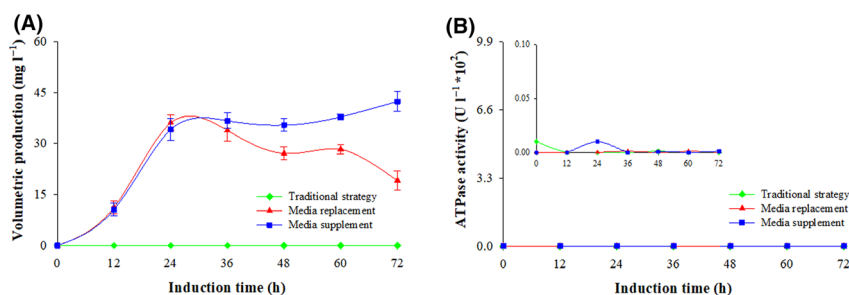 (A)
Volumetric production (mg l⁻¹)
60
45
30
15
0
0 12 24 36 48 60 72
Induction time (h)
Traditional strategy
Media replacement
Media supplement
(B)
ATPase activity (U l⁻¹ *10²)
9.9
6.6
3.3
0.0
0.10
0.05
0.00
0 12 24 36 48 60 72
Traditional strategy
Media replacement
Media supplement
0 12 24 36 48 60 72
Induction time (h)